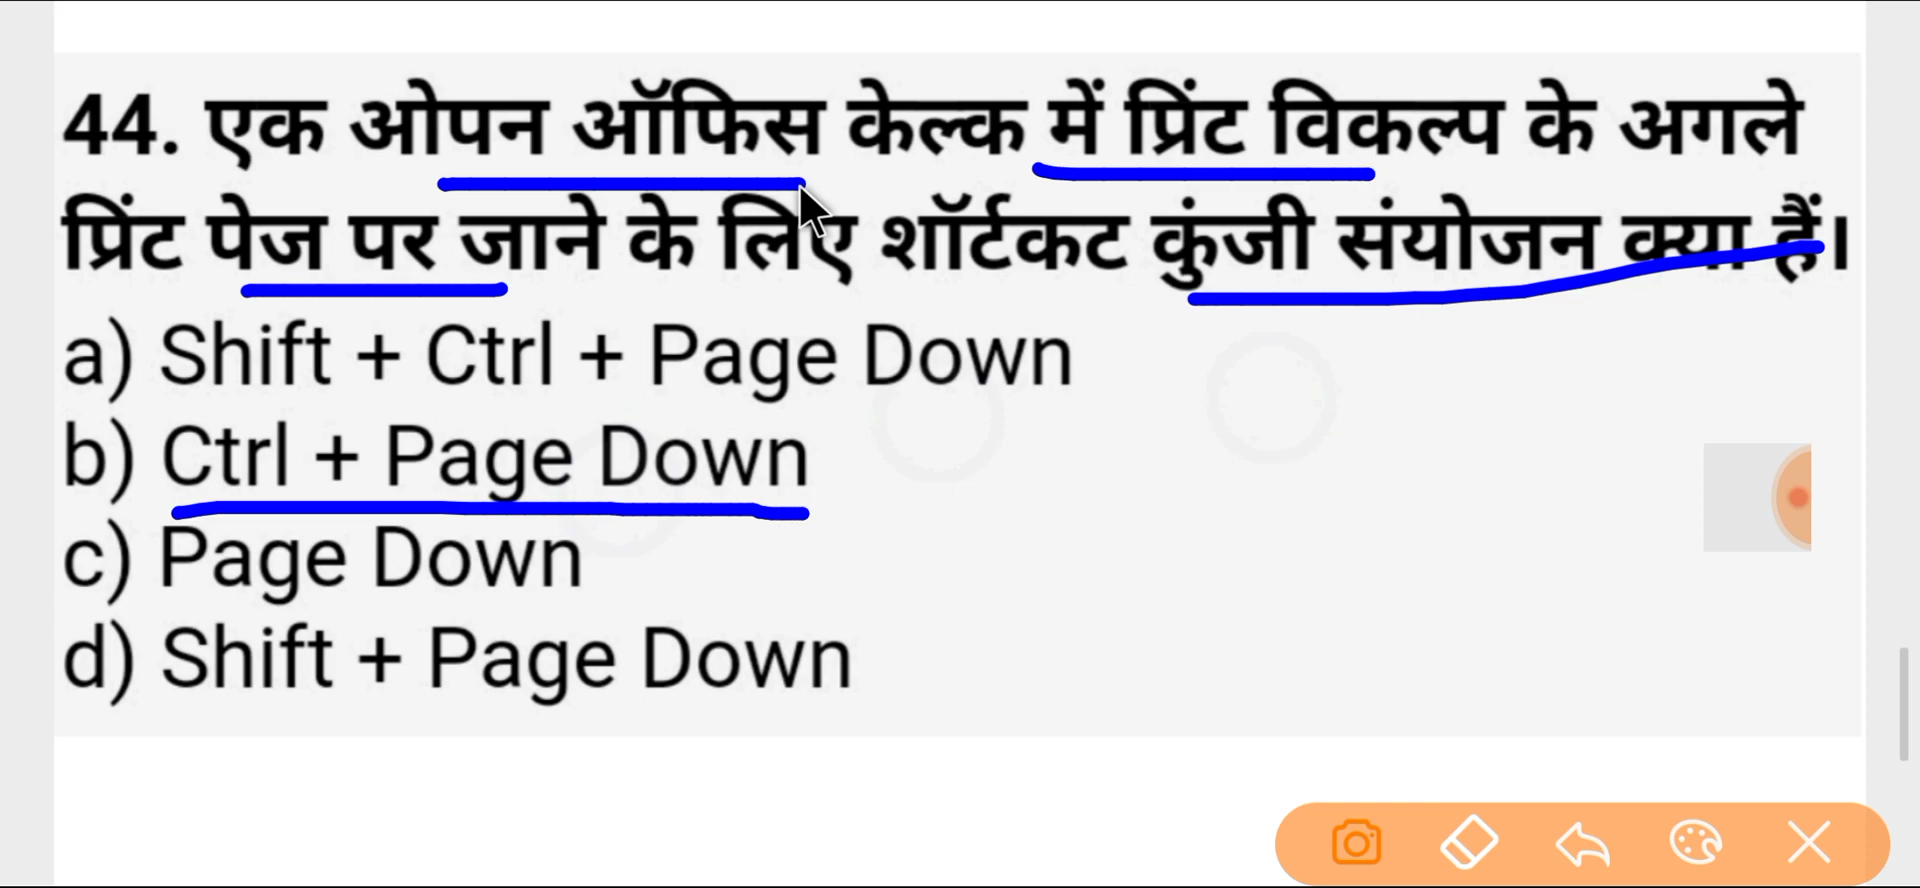 44. एक ओपन ऑफिस केल्क में प्रिंट विकल्प के अगले
प्रिंट पेज पर जाने के लिए शॉर्टकट कुंजी संयोजन क्या हैं।
a) Shift + Ctrl + Page Down
b) Ctrl + Page Down
c) Page Down
d) Shift + Page Down